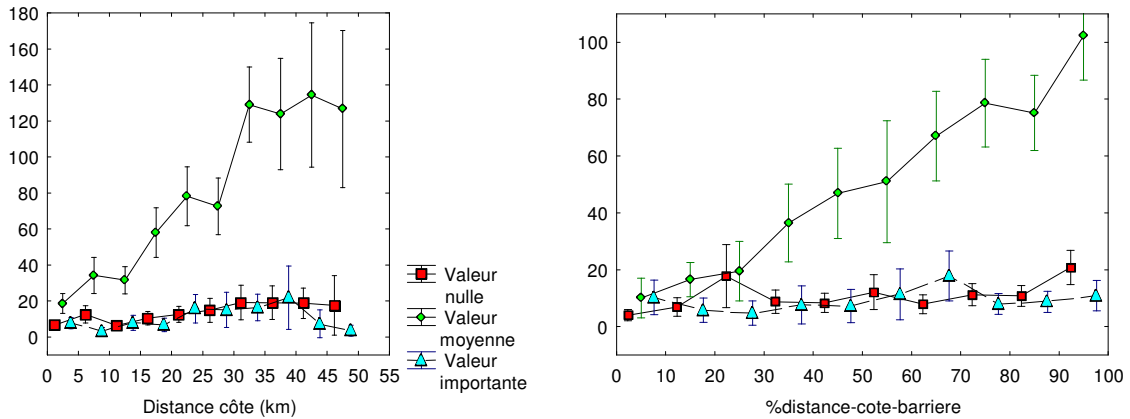 180
160
140
120
100
80
60
40
20
0
0 5 10 15 20 25 30 35 40 45 50 55
Distance côte (km)
Valeur
nulle
Valeur
moyenne
Valeur
importante
100
80
60
40
20
0
0 10 20 30 40 50 60 70 80 90 100
%distance-cote-barriere